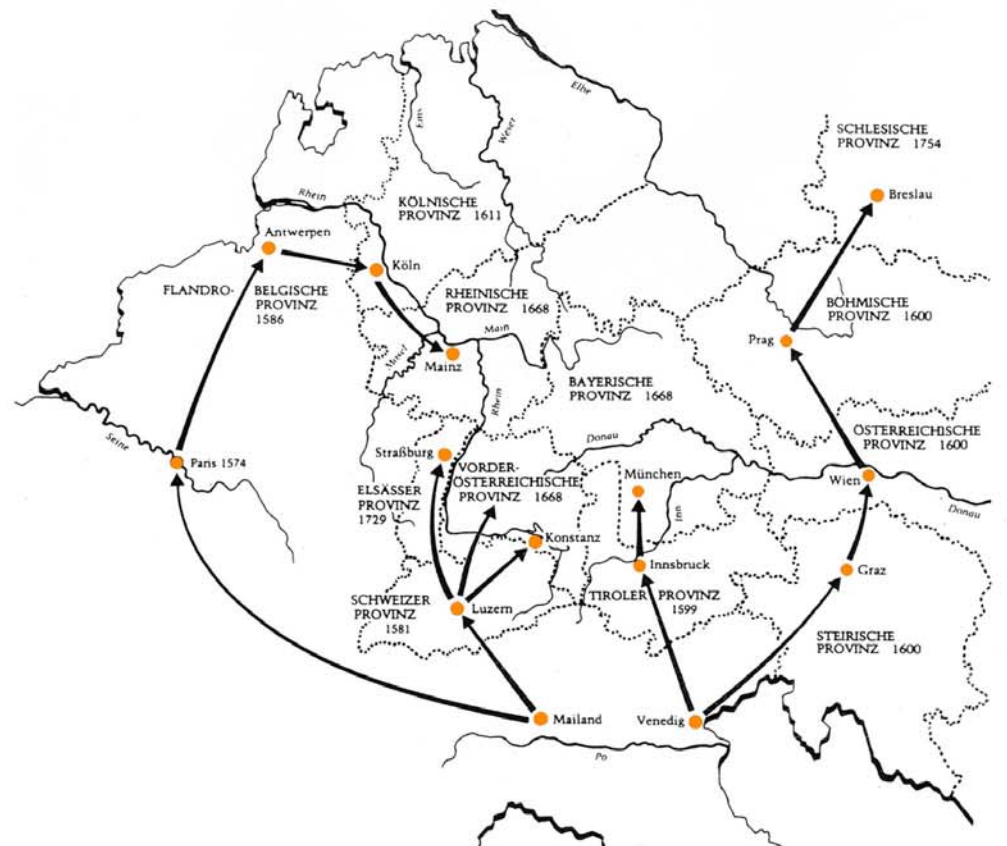 Elbe
Ems
Weser
SCHLESISCHE
PROVINZ 1754
Breslau
Rhein
KÖLNISCHE
PROVINZ 1611
Antwerpen
Köln
FLANDRO-
BELGISCHE
PROVINZ
1586
RHEINISCHE
PROVINZ 1668
BÖHMISCHE
PROVINZ 1600
Main
Prag
Mosel
Mainz
BAYERISCHE
PROVINZ 1668
Rhein
Seine
Donau
ÖSTERREICHISCHE
PROVINZ 1600
Straßburg
Paris 1574
VORDER-
ÖSTERREICHISCHE
PROVINZ 1668
München
Wien
Donau
ELSÄSSER
PROVINZ
1729
Inn
Konstanz
Innsbruck
Graz
SCHWEIZER
PROVINZ
1581
Luzern
TIROLER PROVINZ
1599
STEIRISCHE
PROVINZ 1600
Mailand
Venedig
Po